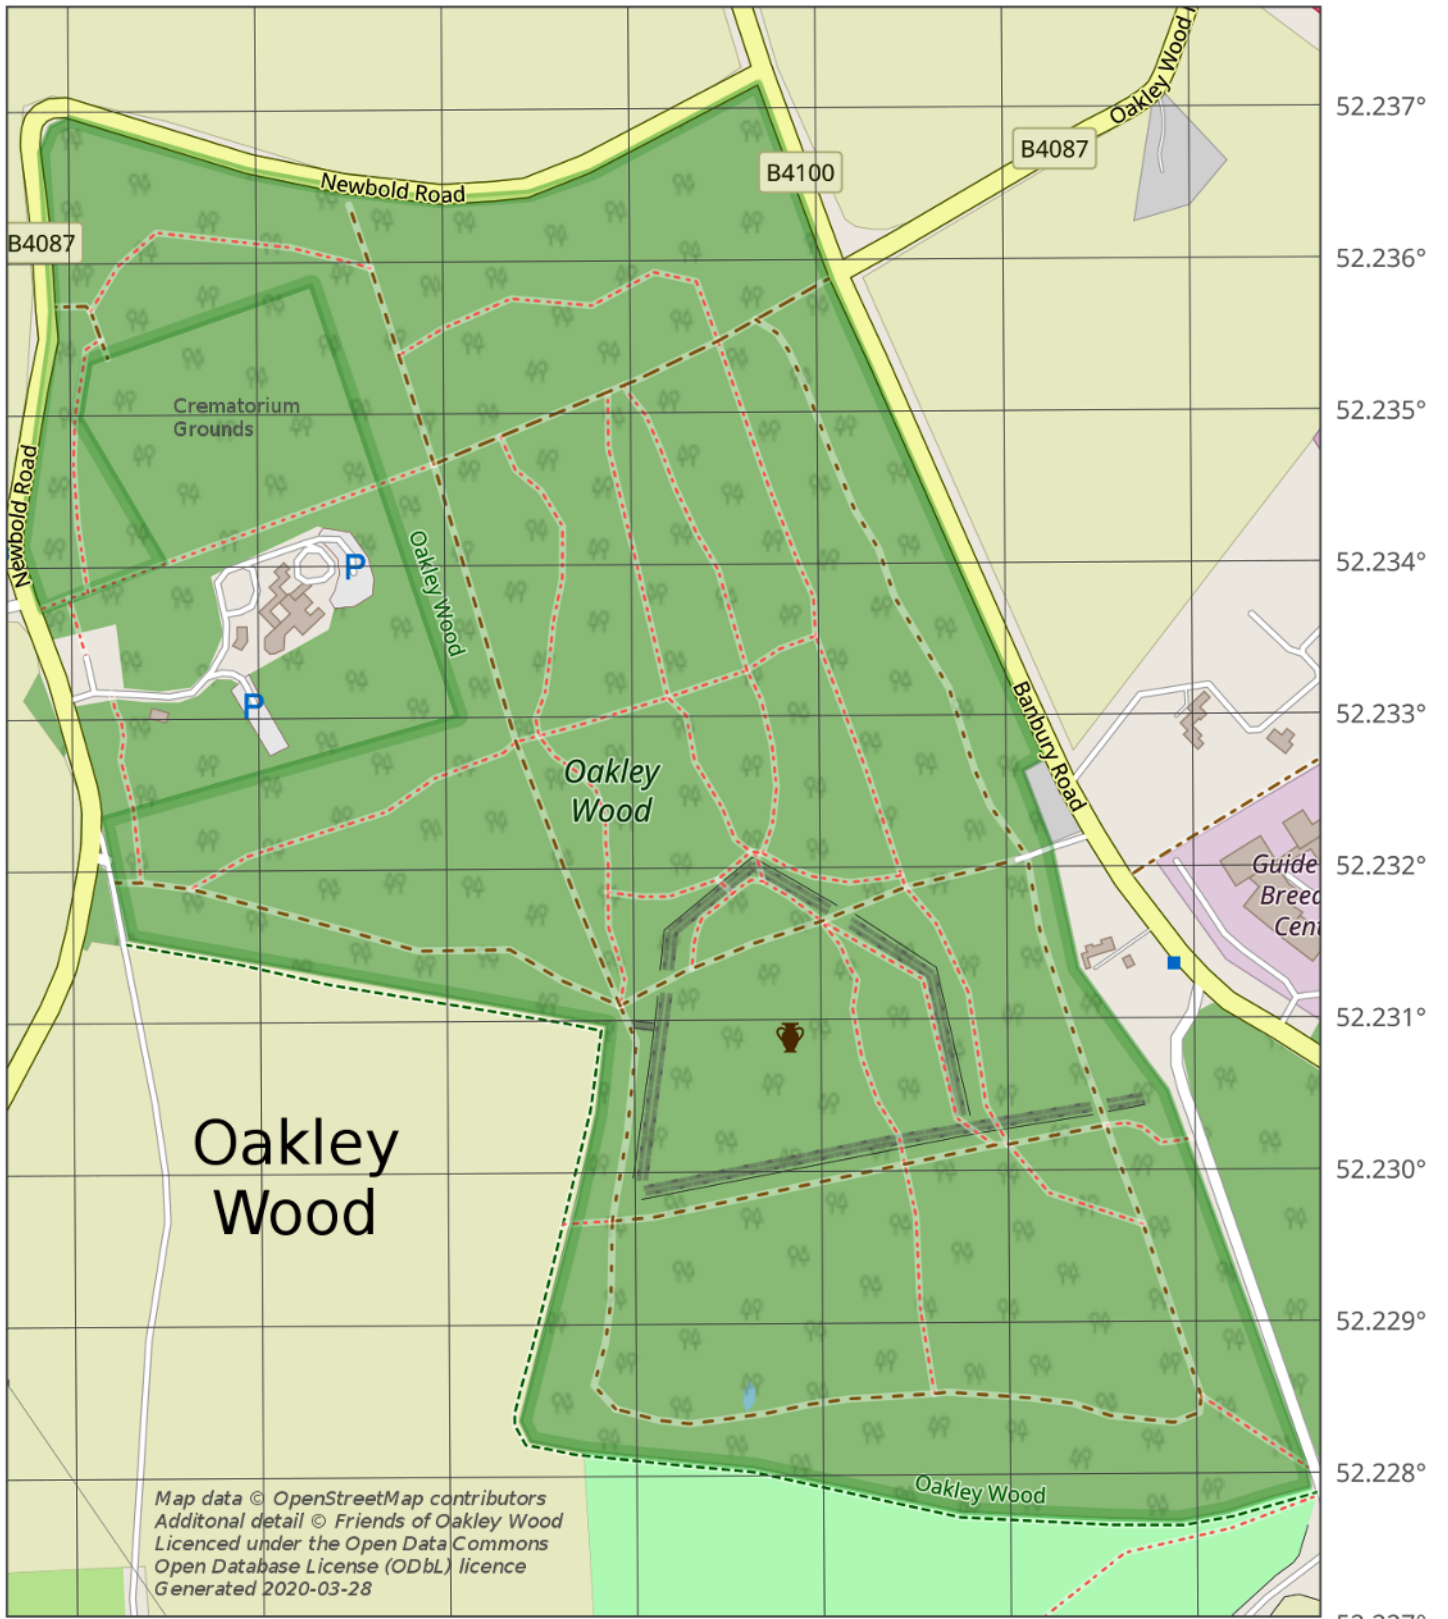 Oakley Wood
52.237°
B4087
B4100
Newbold Road
B4087
52.236°
Crematorium
Grounds
52.235°
Newbold Road
P
Oakley Wood
52.234°
P
Banbury Road
52.233°
Oakley
Wood
52.232°
Guide
Breed
Cent
52.231°
Oakley
Wood
52.230°
52.229°
Oakley Wood
52.228°
Map data © OpenStreetMap contributors
Additonal detail © Friends of Oakley Wood
Licenced under the Open Data Commons
Open Database License (ODbL) licence
Generated 2020-03-28